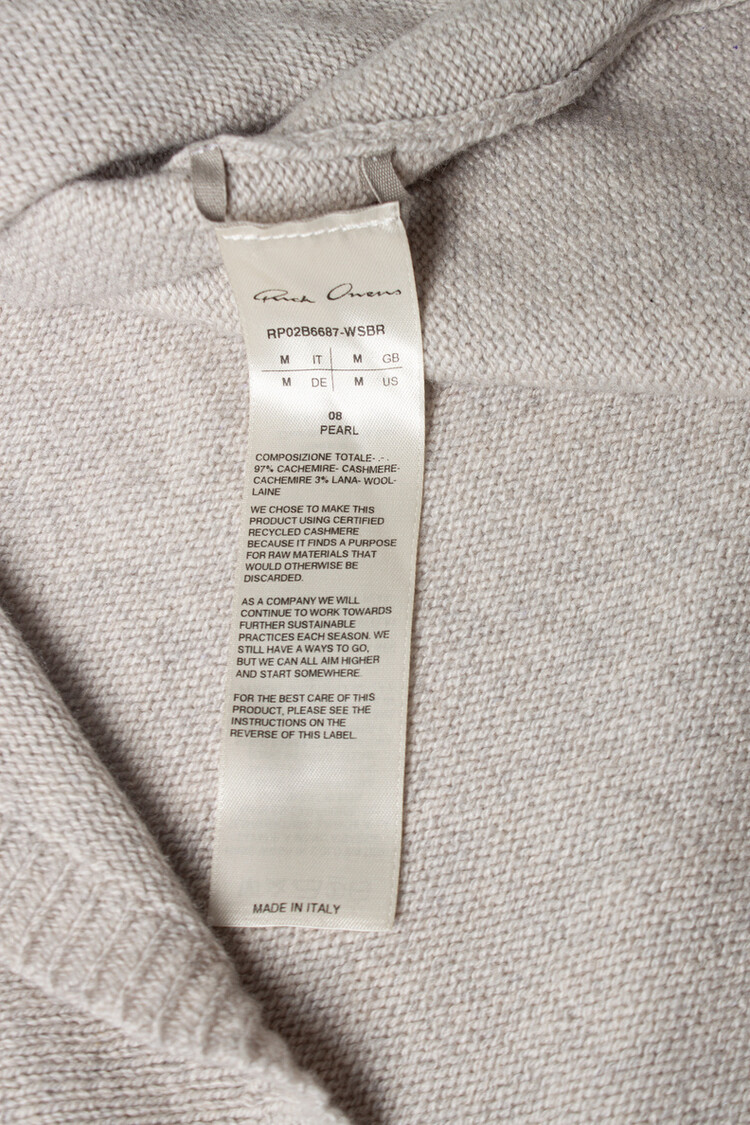 Rick Owens
RP02B6687-WSBR
M IT M GB
M DE M US
08
PEARL
COMPOSIZIONE TOTALE- -.
97% CACHEMIRE- CASHMERE-
CACHEMIRE 3% LANA- WOOL-
LAINE
WE CHOSE TO MAKE THIS
PRODUCT USING CERTIFIED
RECYCLED CASHMERE
BECAUSE IT FINDS A PURPOSE
FOR RAW MATERIALS THAT
WOULD OTHERWISE BE
DISCARDED.
AS A COMPANY WE WILL
CONTINUE TO WORK TOWARDS
FURTHER SUSTAINABLE
PRACTICES EACH SEASON. WE
STILL HAVE A WAYS TO GO,
BUT WE CAN ALL AIM HIGHER
AND START SOMEWHERE.
FOR THE BEST CARE OF THIS
PRODUCT, PLEASE SEE THE
INSTRUCTIONS ON THE
REVERSE OF THIS LABEL.
MADE IN ITALY